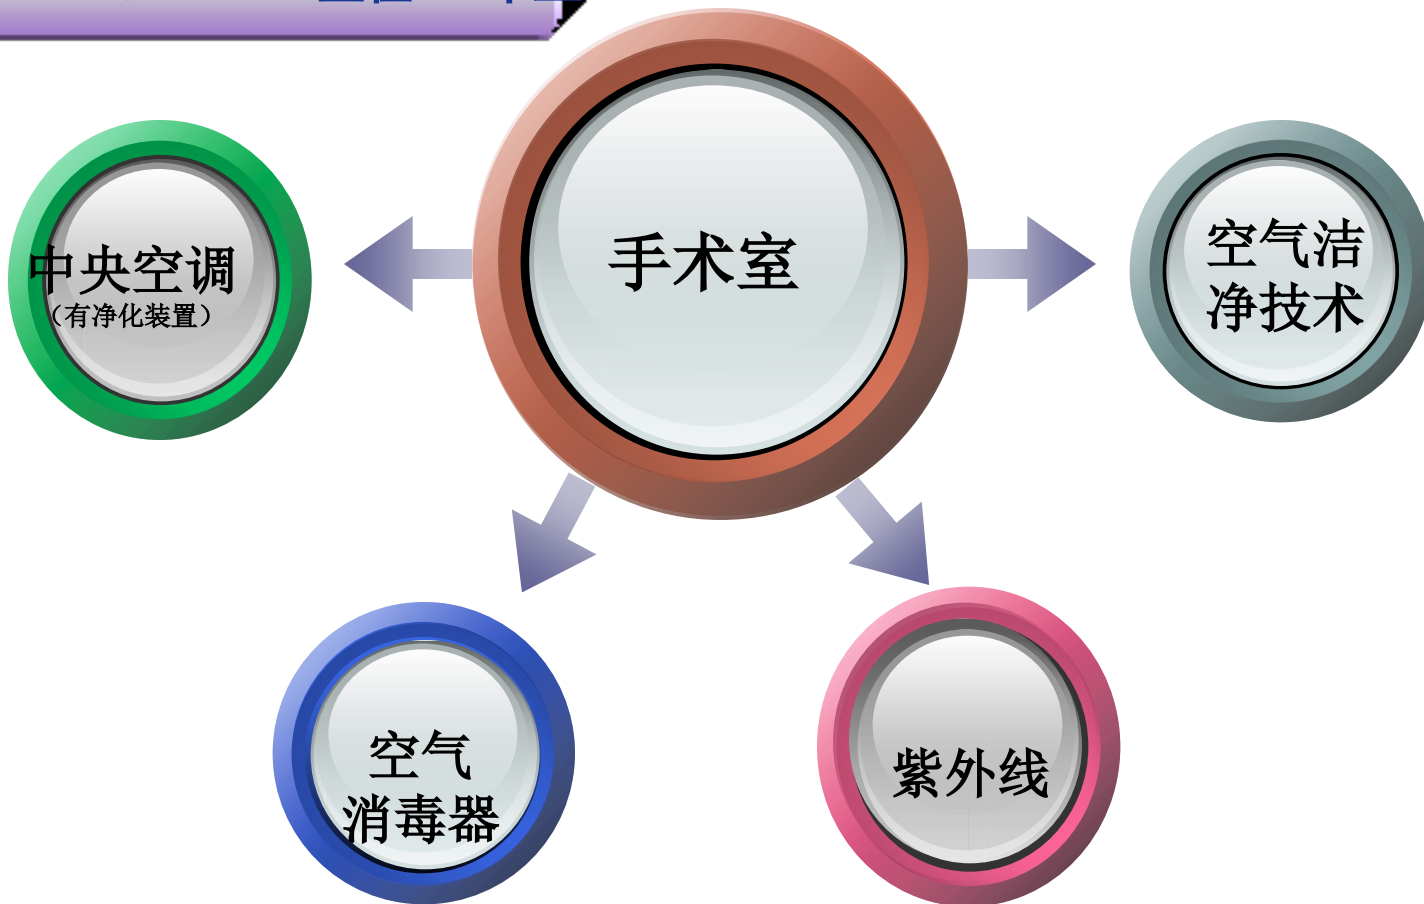 手术室
中央空调
（有净化装置）
空气洁
净技术
空气
消毒器
紫外线